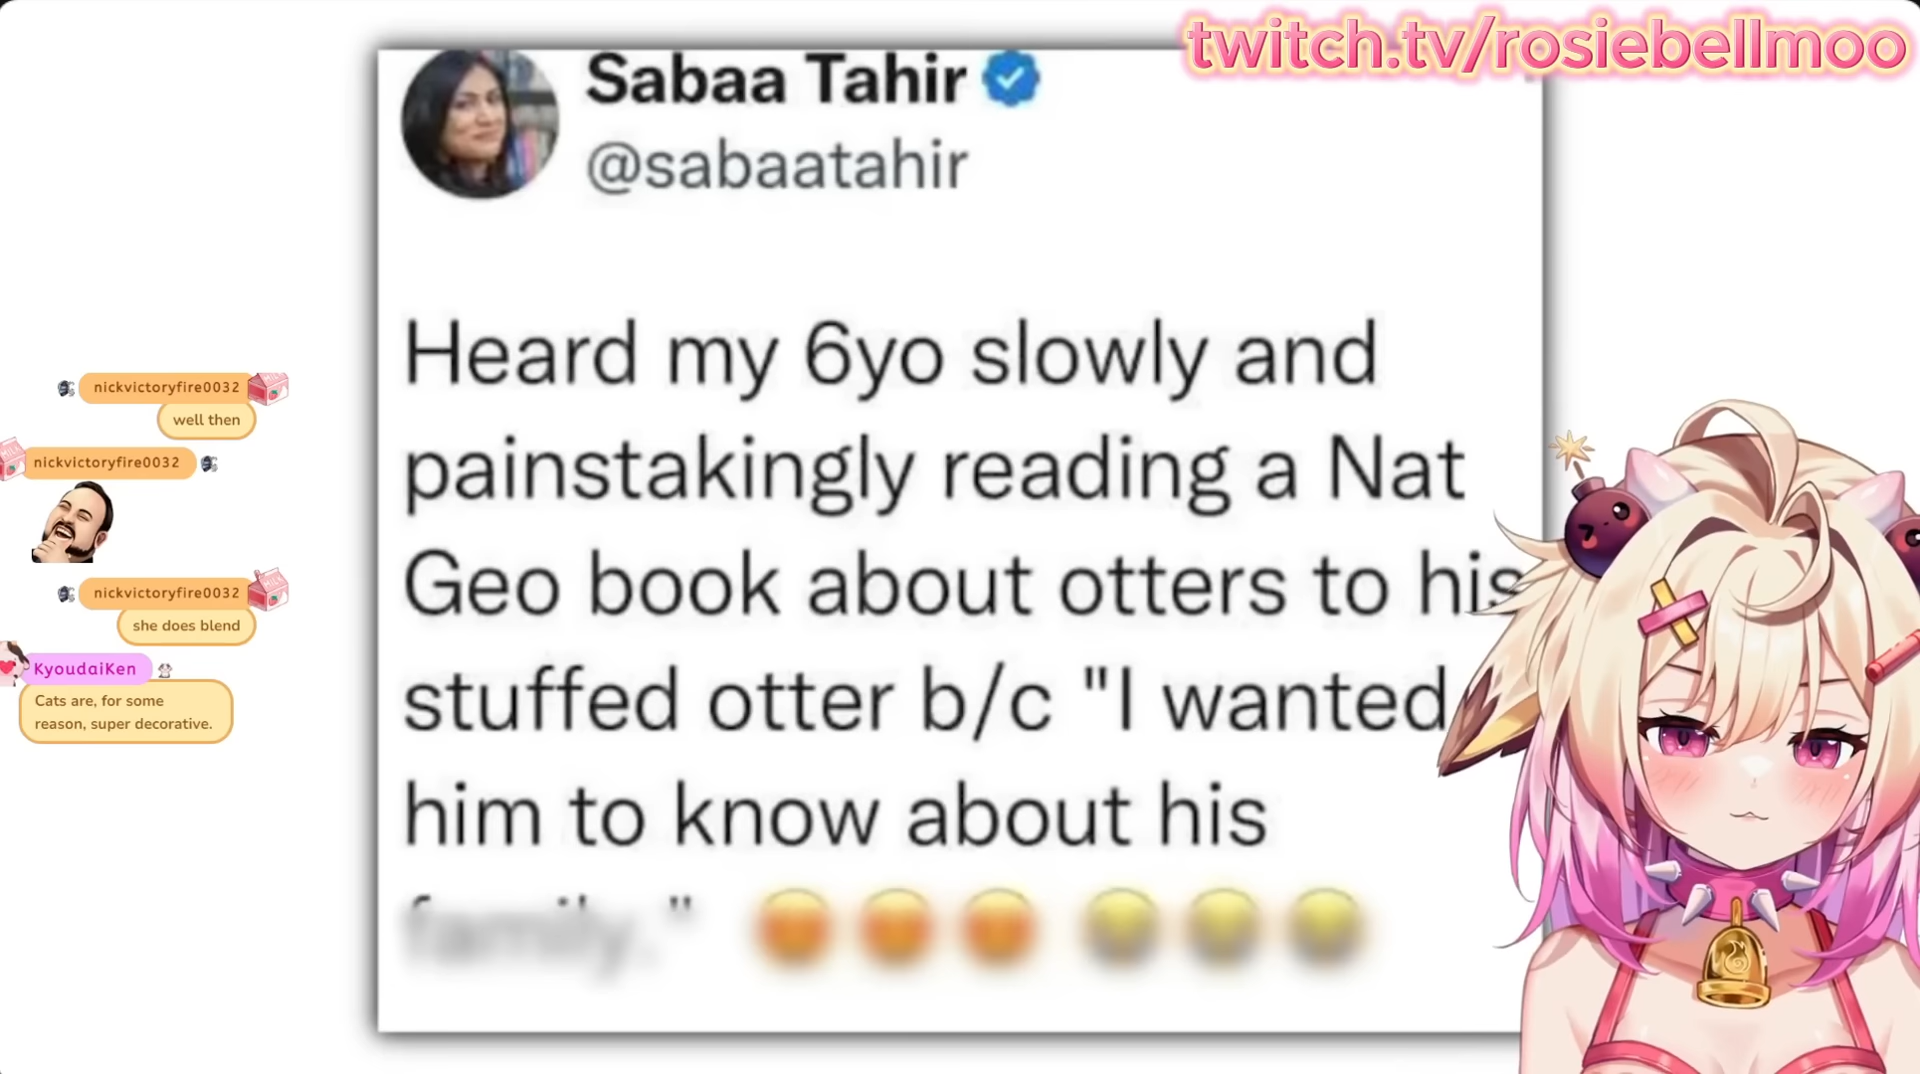 twitch.tv/rosiebellmoo
Sabaa Tahir
@sabaatahir
Heard my 6yo slowly and
painstakingly reading a Nat
Geo book about otters to his
stuffed otter b/c "I wanted
him to know about his
family."
nickvictoryfire0032
well then
nickvictoryfire0032
nickvictoryfire0032
she does blend
KyoudaiKen
Cats are, for some
reason, super decorative.